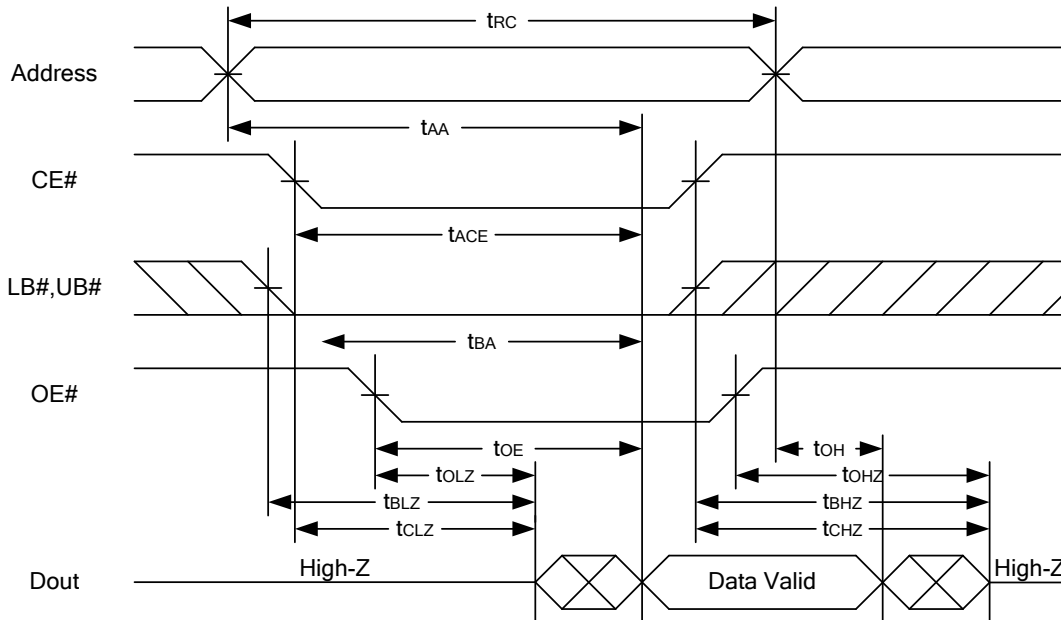 tRC
Address
tAA
CE#
tACE
LB#,UB#
tBA
OE#
tOE
tOH
tOLZ
tOHZ
tBLZ
tBHZ
tCLZ
tCHZ
Dout
High-Z
Data Valid
High-Z